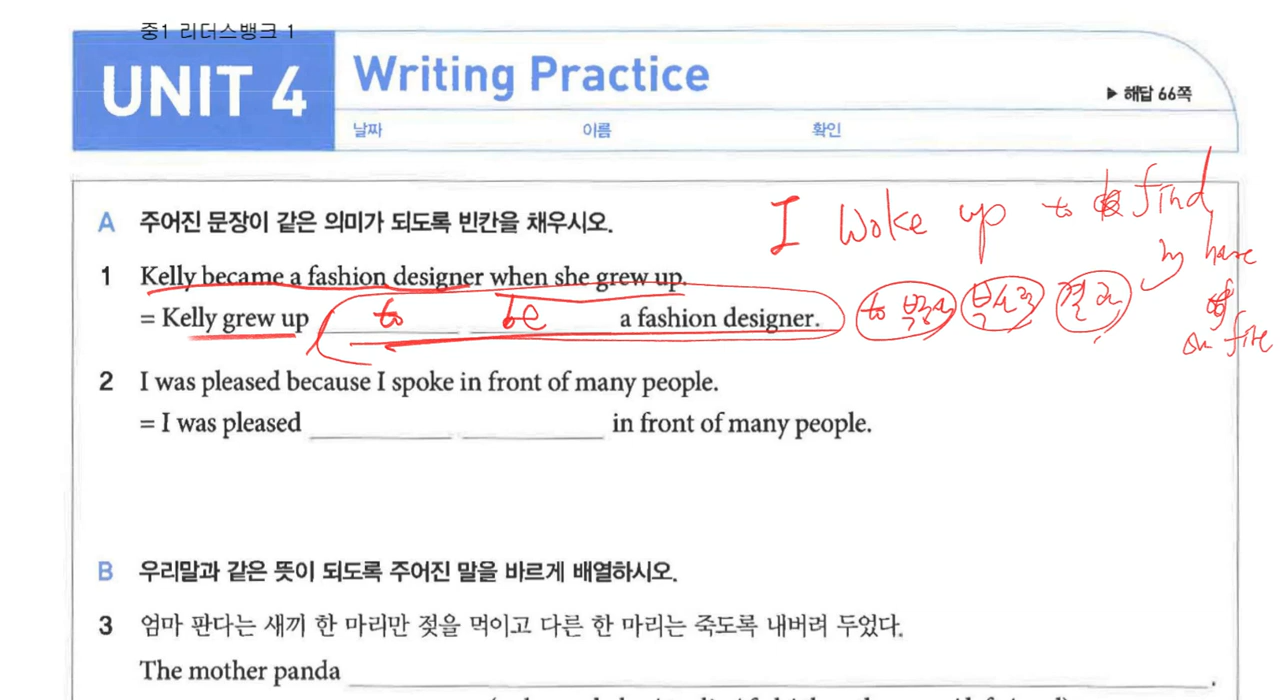 중1 리더스뱅크 1
UNIT 4 Writing Practice
▶ 해답 66쪽
날짜 이름 확인
A 주어진 문장이 같은 의미가 되도록 빈칸을 채우시오.
I woke up to find
my house
on fire
1 Kelly became a fashion designer when she grew up.
= Kelly grew up to be a fashion designer.
to 부정사 부사로 결과
2 I was pleased because I spoke in front of many people.
= I was pleased ________ ________ in front of many people.
B 우리말과 같은 뜻이 되도록 주어진 말을 바르게 배열하시오.
3 엄마 판다는 새끼 한 마리만 젖을 먹이고 다른 한 마리는 죽도록 내버려 두었다.
The mother panda ________.